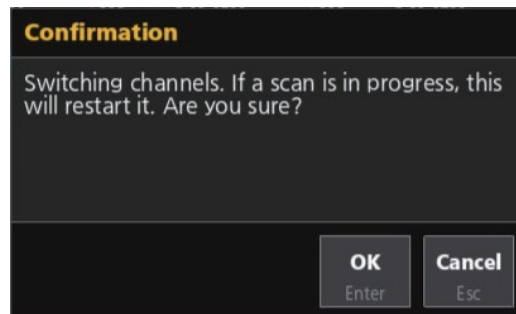 Confirmation
Switching channels. If a scan is in progress, this
will restart it. Are you sure?
OK Cancel
Enter Esc